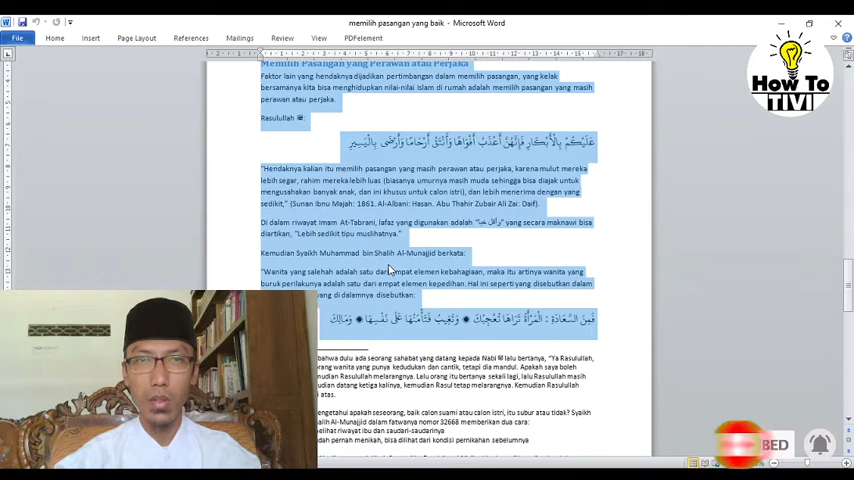 memilih pasangan yang baik - Microsoft Word
File Home Insert Page Layout References Mailings Review View PDFelement
How To
TIVI
Memilih Pasangan yang Perawan atau Perjaka
Faktor lain yang hendaknya dijadikan pertimbangan dalam memilih pasangan, yang kelak
bersamanya kita bisa menghidupkan nilai-nilai Islam di rumah adalah memilih pasangan yang masih
perawan atau perjaka.
Rasulullah ﷺ:
عَلَيْكُمْ بِالْأَبْكَارِ فَإِنَّهُنَّ أَعْذَبُ أَفْوَاهًا وَأَنْتَقُ أَرْحَامًا وَأَرْضَى بِالْيَسِيرِ
"Hendaknya kalian itu memilih pasangan yang masih perawan atau perjaka, karena mulut mereka
lebih segar, rahim mereka lebih luas (biasanya umurnya masih muda sehingga bisa diajak untuk
mengusahakan banyak anak, dan ini khusus untuk calon istri), dan lebih menerima dengan yang
sedikit," (Sunan Ibnu Majah: 1861. Al-Albani: Hasan. Abu Thahir Zubair Ali Zai: Daif).
Di dalam riwayat imam At-Tabrani, lafaz yang digunakan adalah "وأقل خبا" yang secara maknawi bisa
diartikan, "Lebih sedikit tipu muslihatnya."
Kemudian Syaikh Muhammad bin Shalih Al-Munajjid berkata:
"Wanita yang salehah adalah satu dari empat elemen kebahagiaan, maka itu artinya wanita yang
buruk perilakunya adalah satu dari empat elemen kepedihan. Hal ini seperti yang disebutkan dalam
yang di dalamnya disebutkan:
فَمِنَ السَّعَادَةِ : الْمَرْأَةُ تَرَاهَا تُعْجِبُكَ ✺ وَتَغِيبُ فَتَأْمَنُهَا عَلَى نَفْسِهَا ✺ وَمَالِكَ
bahwa dulu ada seorang sahabat yang datang kepada Nabi ﷺ lalu bertanya, "Ya Rasulullah,
orang wanita yang punya kedudukan dan cantik, tetapi dia mandul. Apakah saya boleh
emudian Rasulullah melarangnya. Lalu orang itu bertanya sekali lagi, lalu Rasulullah masih
udian datang ketiga kalinya, kemudian Rasul tetap melarangnya. Kemudian Rasulullah
atas.
engetahui apakah seseorang, baik calon suami atau calon istri, itu subur atau tidak? Syaikh
halih Al-Munajjid dalam fatwanya nomor 32668 memberikan dua cara:
elihat riwayat ibu dan saudari-saudarinya
udah pernah menikah, bisa dilihat dari kondisi pernikahan sebelumnya
BED